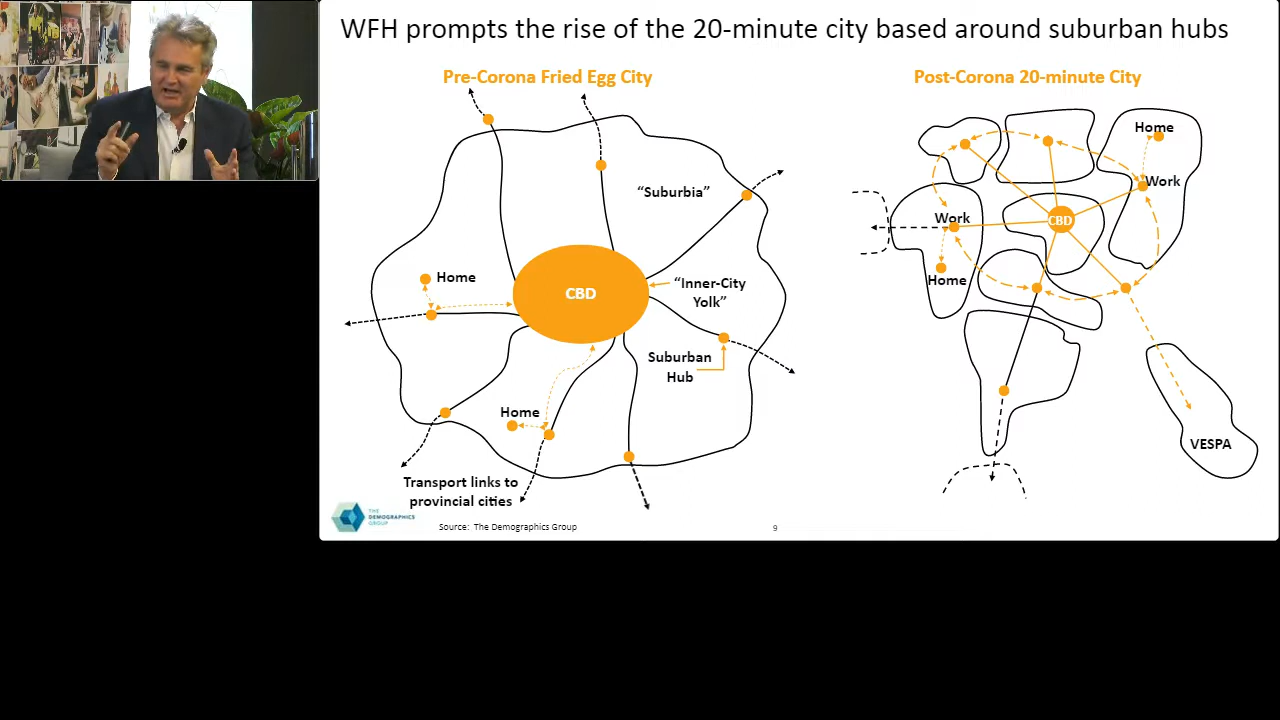 WFH prompts the rise of the 20-minute city based around suburban hubs
Pre-Corona Fried Egg City
"Suburbia"
Home
CBD
"Inner-City
Yolk"
Suburban
Hub
Home
Transport links to
provincial cities
Post-Corona 20-minute City
Home
Work
CBD
Work
Home
VESPA
THE
DEMOGRAPHICS
GROUP
Source: The Demographics Group
9